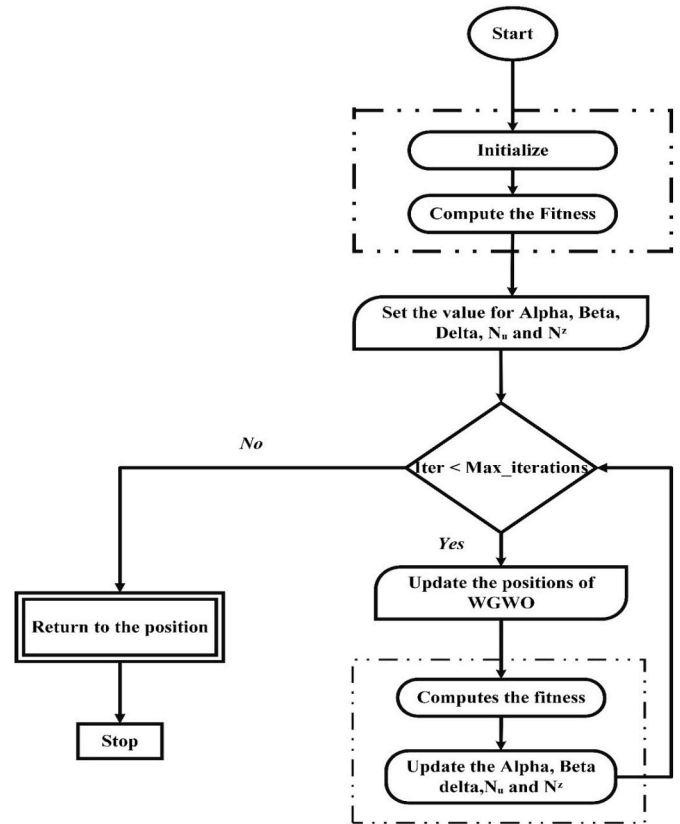 Start
Initialize
Compute the Fitness
Set the value for Alpha, Beta,
Delta, Nᵤ and Nᶻ
No
Iter < Max_iterations
Yes
Update the positions of
WGWO
Return to the position
Computes the fitness
Stop
Update the Alpha, Beta
delta,Nᵤ and Nᶻ